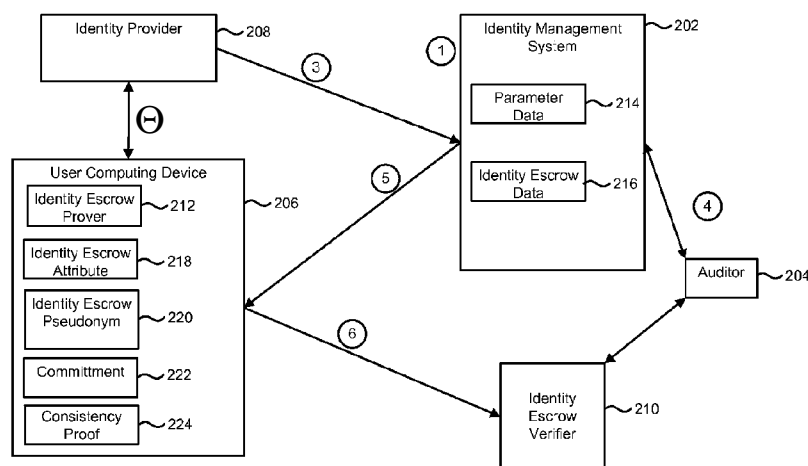 Identity Provider
208
Θ
3
1
Identity Management
System
202
Parameter
Data
214
Identity Escrow
Data
216
User Computing Device
206
Identity Escrow
Prover
212
Identity Escrow
Attribute
218
Identity Escrow
Pseudonym
220
Committment
222
Consistency
Proof
224
5
4
Auditor
204
6
Identity
Escrow
Verifier
210